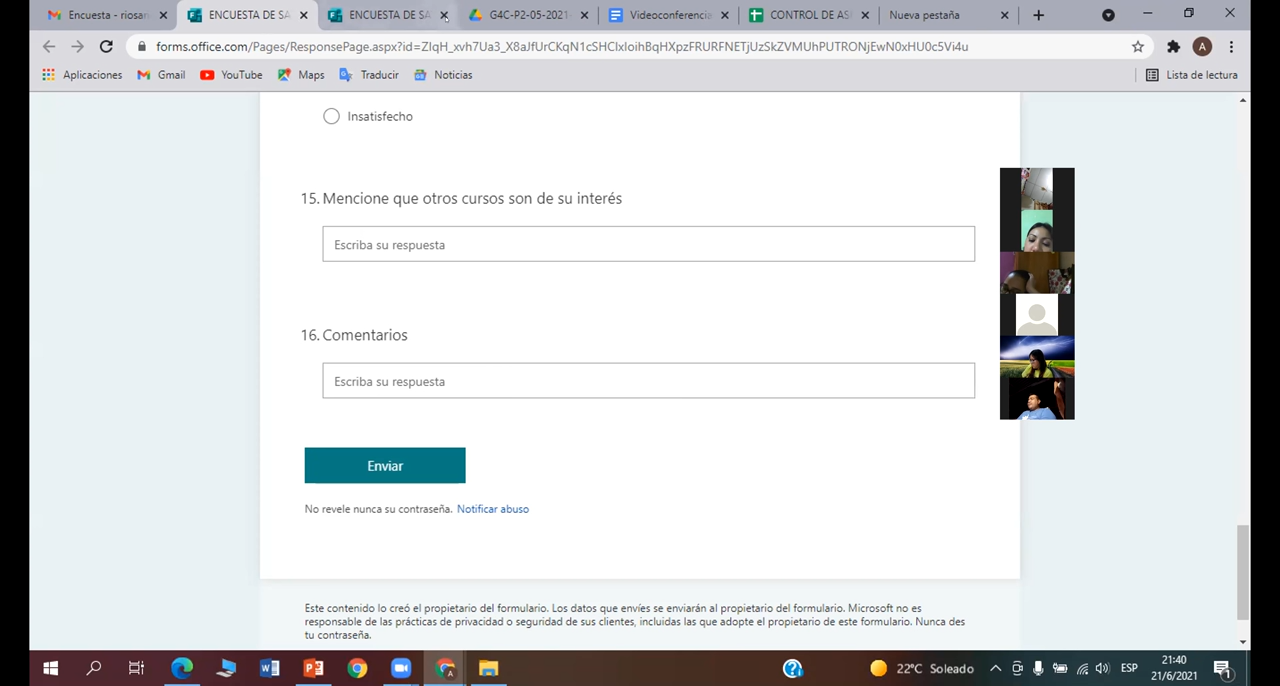 Encuesta - riosan
ENCUESTA DE SA
ENCUESTA DE SA
G4C-P2-05-2021-
Videoconferencia
CONTROL DE ASI
Nueva pestaña
forms.office.com/Pages/ResponsePage.aspx?id=ZIqH_xvh7Ua3_X8aJfUrCKqN1cSHClxIoihBqHXpzFRURFNETjUzSkZVMUhPUTRONjEwN0xHU0c5Vi4u
A
Aplicaciones
Gmail
YouTube
Maps
Traducir
Noticias
Lista de lectura
Insatisfecho
15. Mencione que otros cursos son de su interés
Escriba su respuesta
16. Comentarios
Escriba su respuesta
Enviar
No revele nunca su contraseña. Notificar abuso
Este contenido lo creó el propietario del formulario. Los datos que envíes se enviarán al propietario del formulario. Microsoft no es
responsable de las prácticas de privacidad o seguridad de sus clientes, incluidas las que adopte el propietario de este formulario. Nunca des
tu contraseña.
22°C Soleado
ESP
21:40
21/6/2021
1